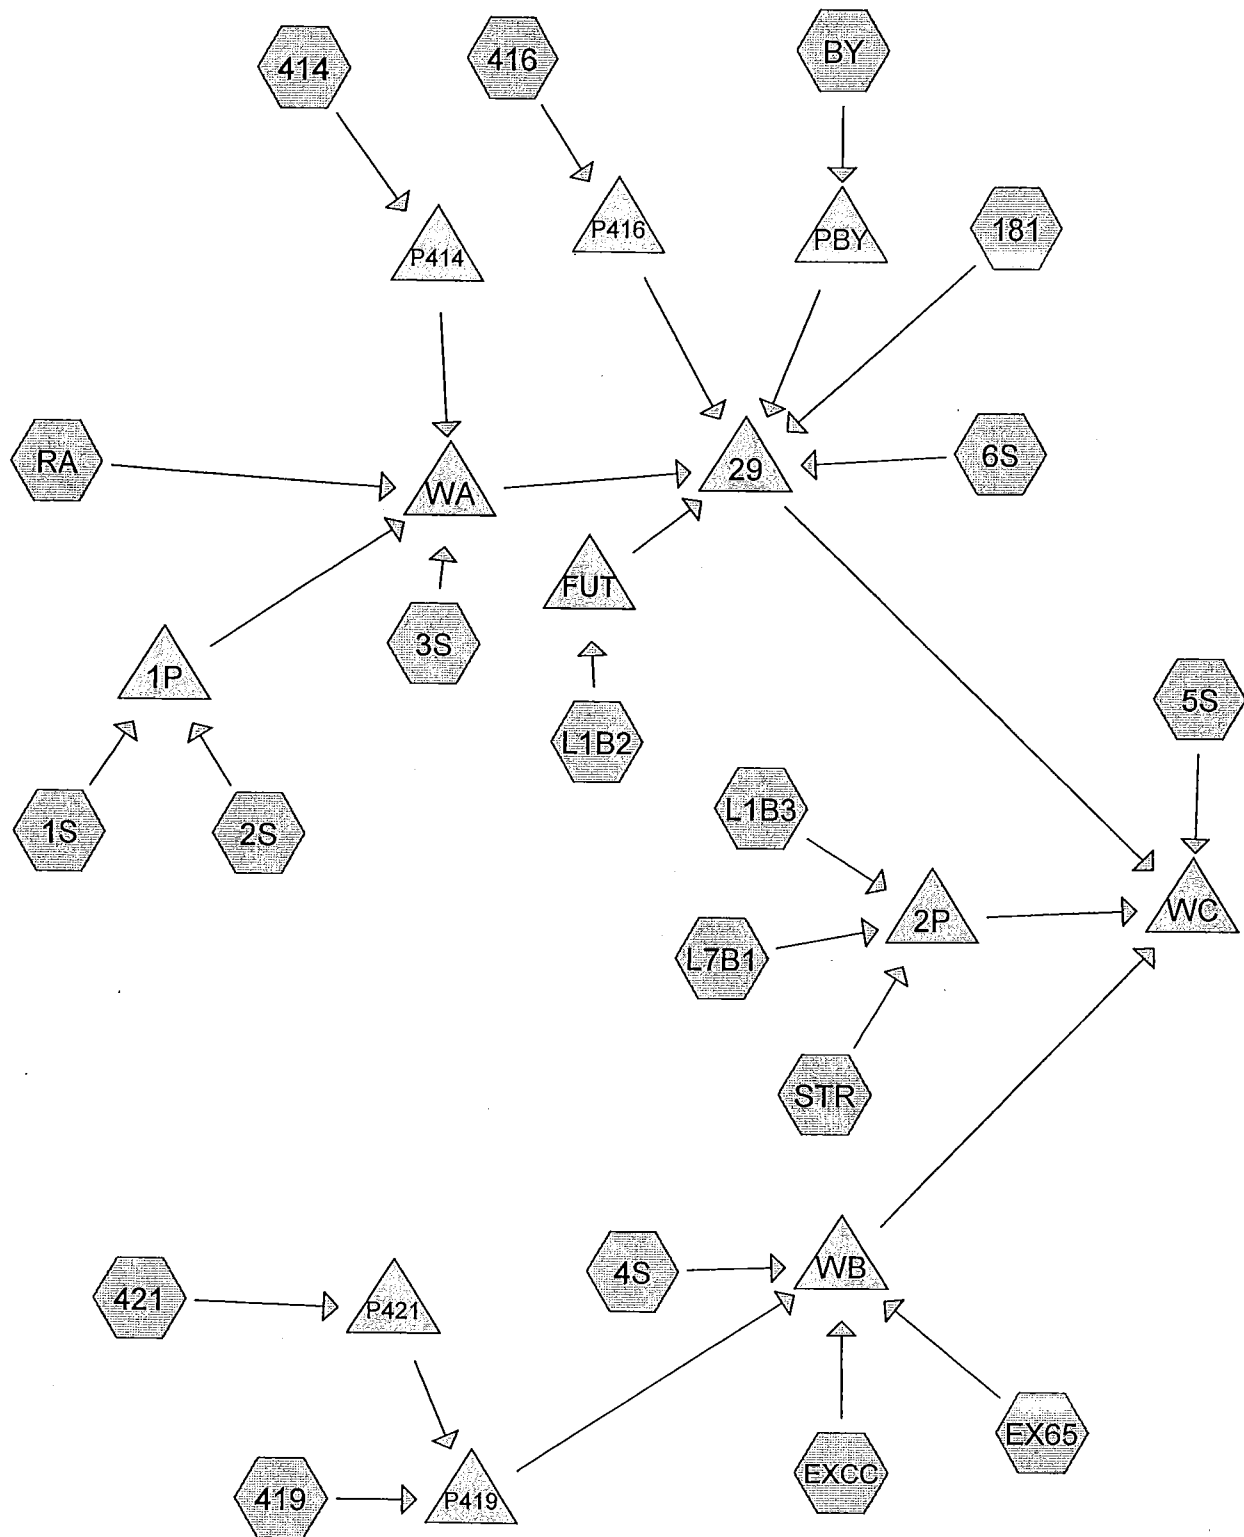 414
416
BY
P414
P416
PBY
181
RA
WA
29
6S
FUT
3S
1P
L1B2
5S
1S
2S
L1B3
2P
WC
L7B1
STR
4S
WB
421
P421
EX65
EXCC
419
P419